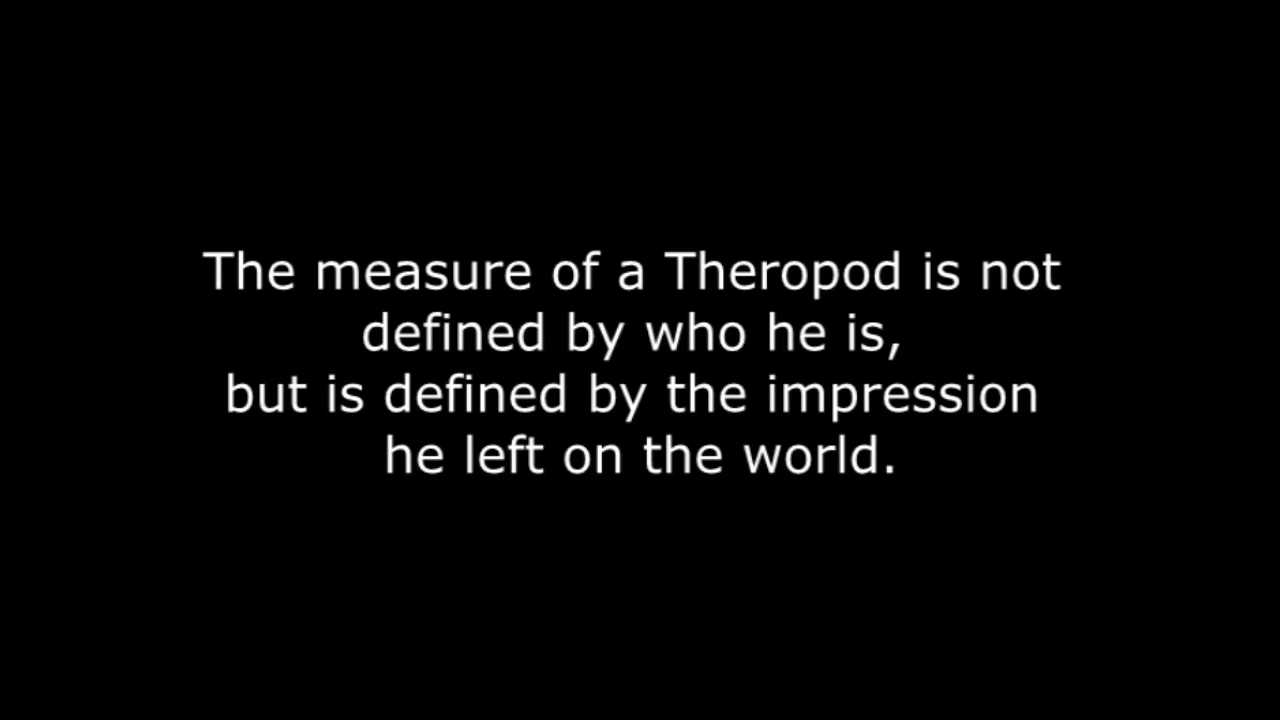 The measure of a Theropod is not
defined by who he is,
but is defined by the impression
he left on the world.